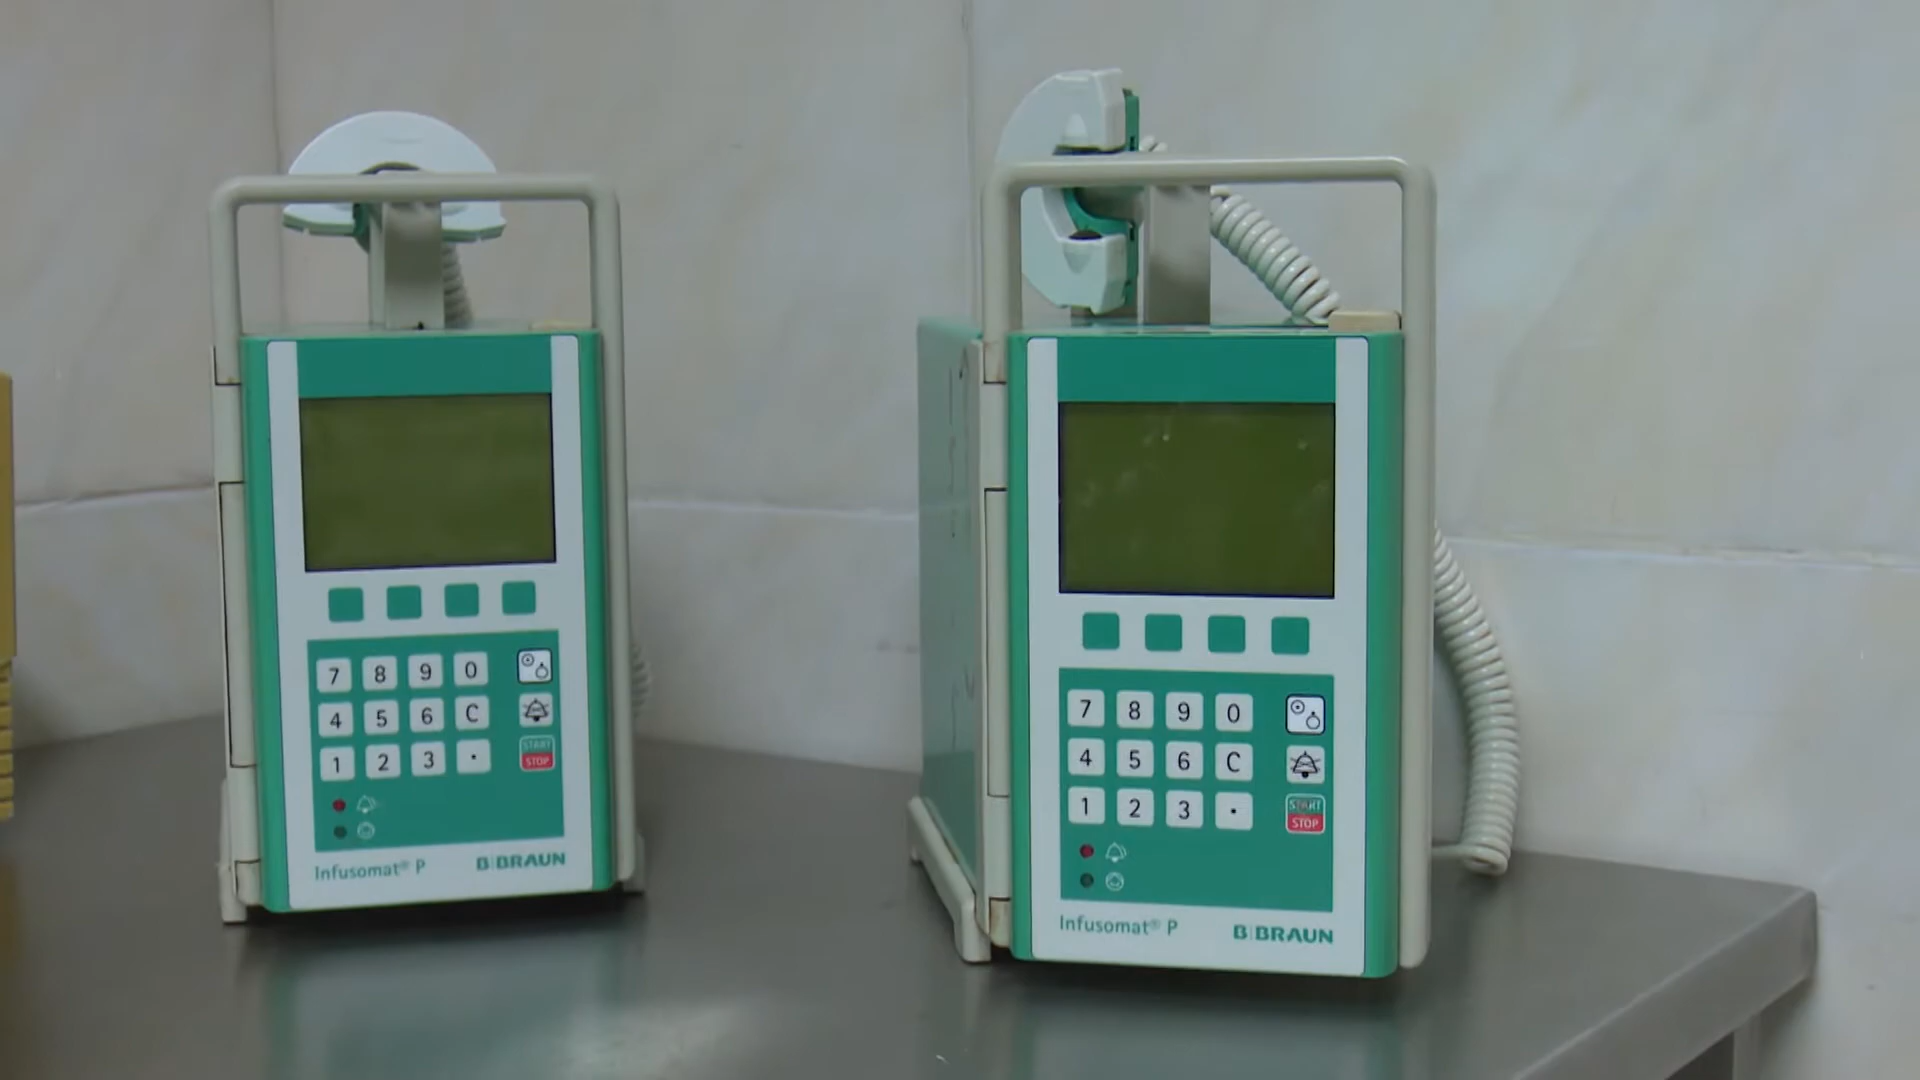 7 8 9 0
4 5 6 C
1 2 3 .
START
STOP
Infusomat® P
B|BRAUN
7 8 9 0
4 5 6 C
1 2 3 .
START
STOP
Infusomat® P
B|BRAUN